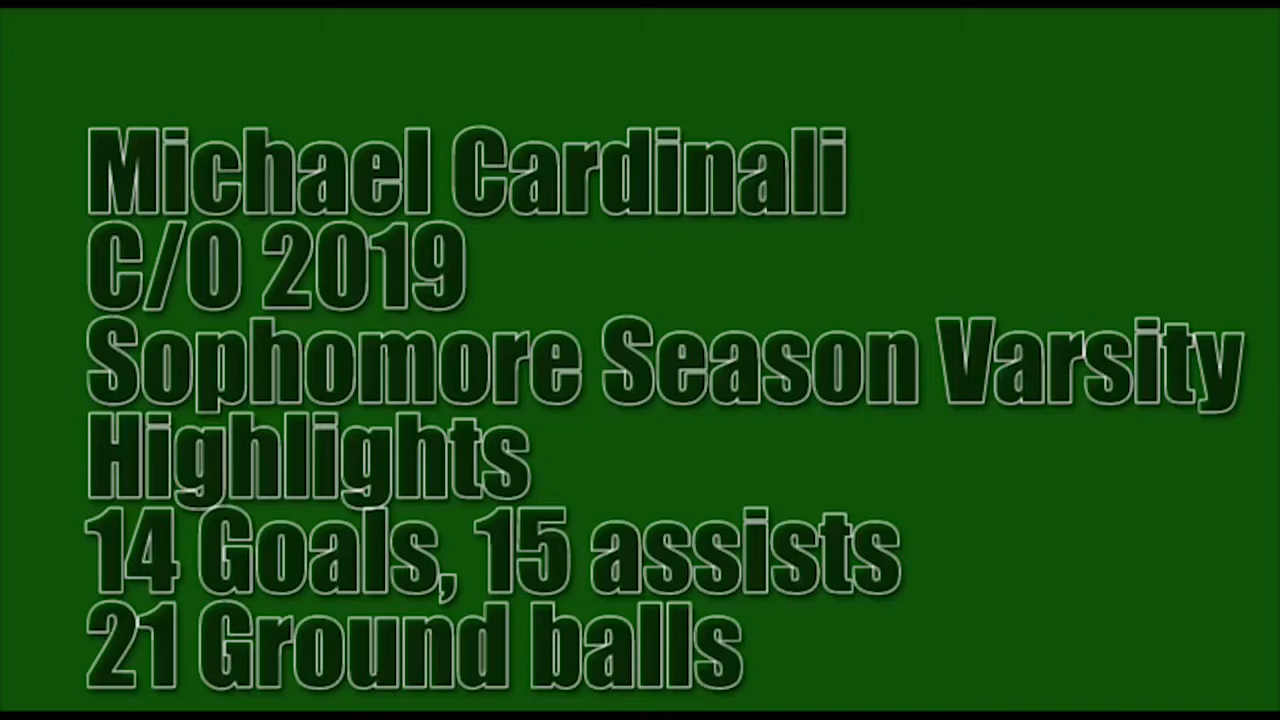 Michael Cardinali
C/O 2019
Sophomore Season Varsity
Highlights
14 Goals, 15 assists
21 Ground balls